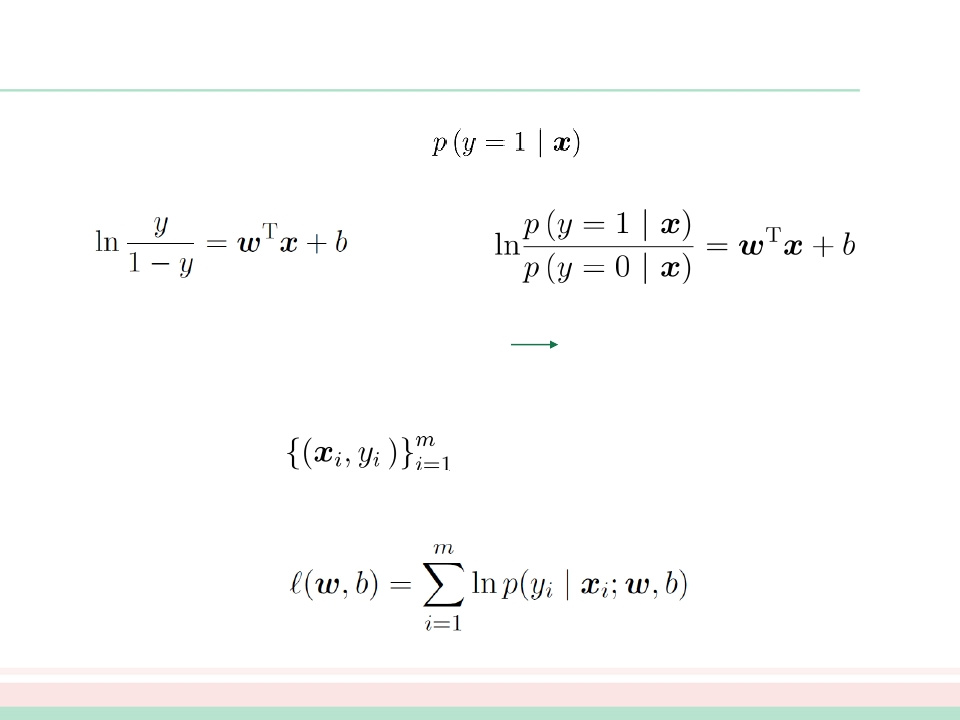 p (y = 1 | x)
ln y/(1 − y) = wᵀx + b
ln p (y = 1 | x)/p (y = 0 | x) = wᵀx + b
{(xᵢ, yᵢ )}ᵢ₌₁ᵐ
ℓ(w, b) = ∑ᵢ₌₁ᵐ ln p(yᵢ | xᵢ; w, b)